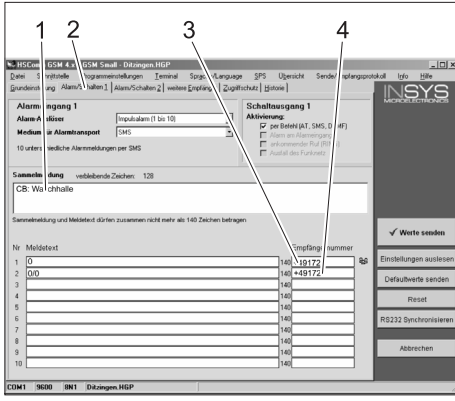 1 2 3 4
GSM 4.x GSM Small - Ditzingen.HGP
Datei Schnittstelle Programmeinstellungen Terminal Sprache/Language SPS Übersicht Sende/Empfangsprotokoll Info Hilfe
Grundeinstellung Alarm/Schalten 1 Alarm/Schalten 2 weitere Empfänger Zugriffschutz Historie
INSYS
MICROELECTRONICS
Alarmeingang 1
Alarm-Auslöser Impulsalarm (1 bis 10)
Medium für Alarmtransport SMS
10 unterschiedliche Alarmmeldungen per SMS
Schaltausgang 1
Aktivierung:
per Befehl (AT, SMS, DTMF)
Alarm am Alarmeingang
ankommender Ruf (RING)
Ausfall des Funknetz
Sammelmeldung verbleibende Zeichen: 128
CB: Waschhalle
Sammelmeldung und Meldetext dürfen zusammen nicht mehr als 140 Zeichen betragen
Nr Meldetext Empfängernummer
1 0 140 +49172
2 0/0 140 +49172
3 140
4 140
5 140
6 140
7 140
8 140
9 140
10 140
Werte senden
Einstellungen auslesen
Defaultwerte senden
Reset
RS232 Synchronisieren
Abbrechen
COM1 9600 8N1 Ditzingen.HGP